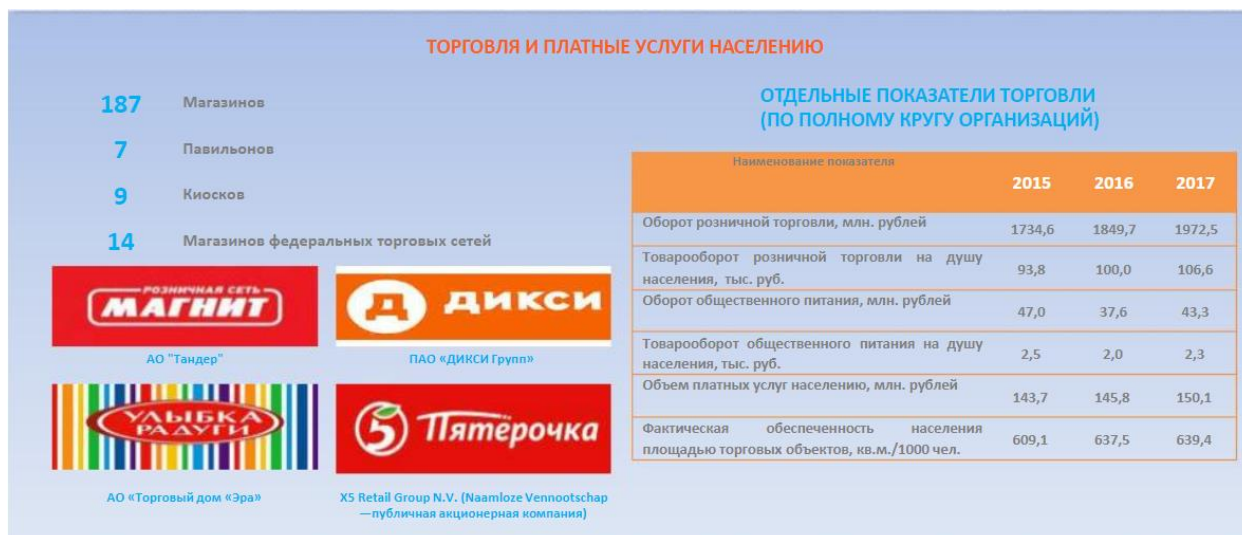 ТОРГОВЛЯ И ПЛАТНЫЕ УСЛУГИ НАСЕЛЕНИЮ
187 Магазинов
7 Павильонов
9 Киосков
14 Магазинов федеральных торговых сетей
РОЗНИЧНАЯ СЕТЬ
МАГНИТ
АО "Тандер"
Д ДИКСИ
ПАО «ДИКСИ Групп»
УЛЫБКА
РАДУГИ
АО «Торговый дом «Эра»
5 Пятёрочка
X5 Retail Group N.V. (Naamloze Vennootschap
—публичная акционерная компания)
ОТДЕЛЬНЫЕ ПОКАЗАТЕЛИ ТОРГОВЛИ
(ПО ПОЛНОМУ КРУГУ ОРГАНИЗАЦИЙ)
Наименование показателя 2015 2016 2017
Оборот розничной торговли, млн. рублей 1734,6 1849,7 1972,5
Товарооборот розничной торговли на душу
населения, тыс. руб. 93,8 100,0 106,6
Оборот общественного питания, млн. рублей 47,0 37,6 43,3
Товарооборот общественного питания на душу
населения, тыс. руб. 2,5 2,0 2,3
Объем платных услуг населению, млн. рублей 143,7 145,8 150,1
Фактическая обеспеченность населения
площадью торговых объектов, кв.м./1000 чел. 609,1 637,5 639,4